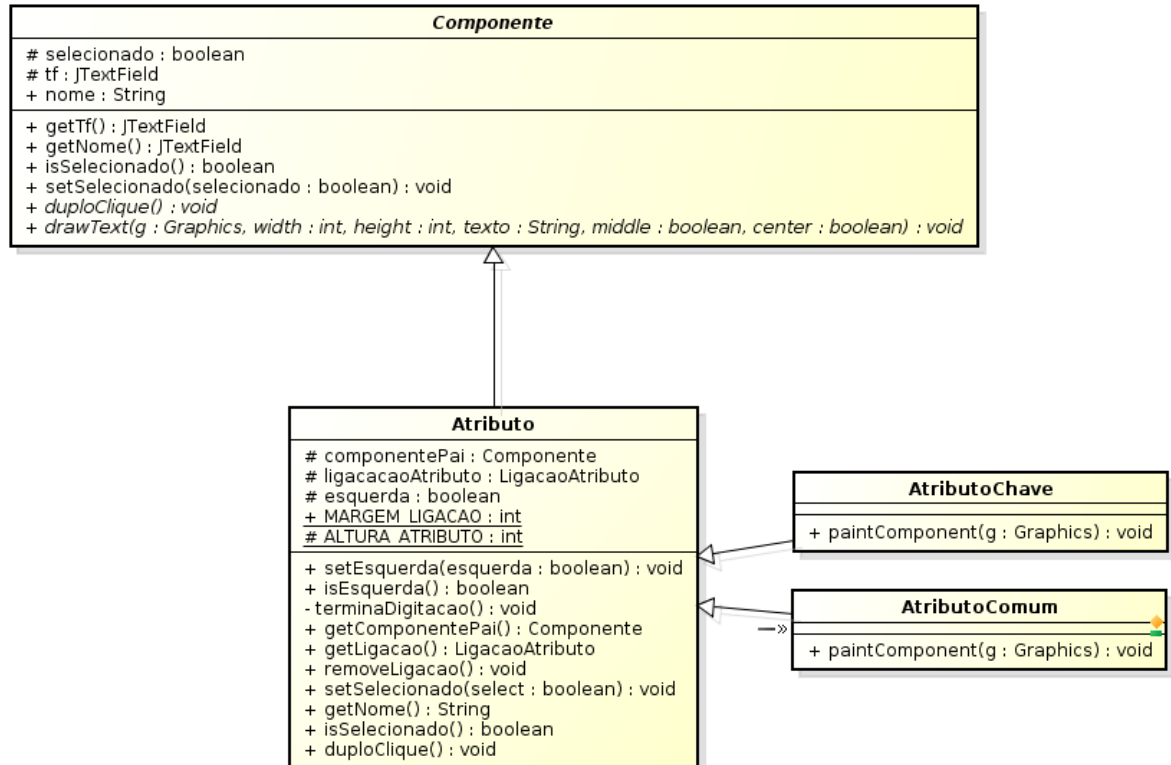 Componente
# selecionado : boolean
# tf : JTextField
+ nome : String
+ getTf() : JTextField
+ getNome() : JTextField
+ isSelecionado() : boolean
+ setSelecionado(selecionado : boolean) : void
+ duploClique() : void
+ drawText(g : Graphics, width : int, height : int, texto : String, middle : boolean, center : boolean) : void
Atributo
# componentePai : Componente
# ligacacaoAtributo : LigacaoAtributo
# esquerda : boolean
+ MARGEM_LIGACAO : int
# ALTURA_ATRIBUTO : int
+ setEsquerda(esquerda : boolean) : void
+ isEsquerda() : boolean
- terminaDigitacao() : void
+ getComponentePai() : Componente
+ getLigacao() : LigacaoAtributo
+ removeLigacao() : void
+ setSelecionado(select : boolean) : void
+ getNome() : String
+ isSelecionado() : boolean
+ duploClique() : void
AtributoChave
+ paintComponent(g : Graphics) : void
AtributoComum
+ paintComponent(g : Graphics) : void